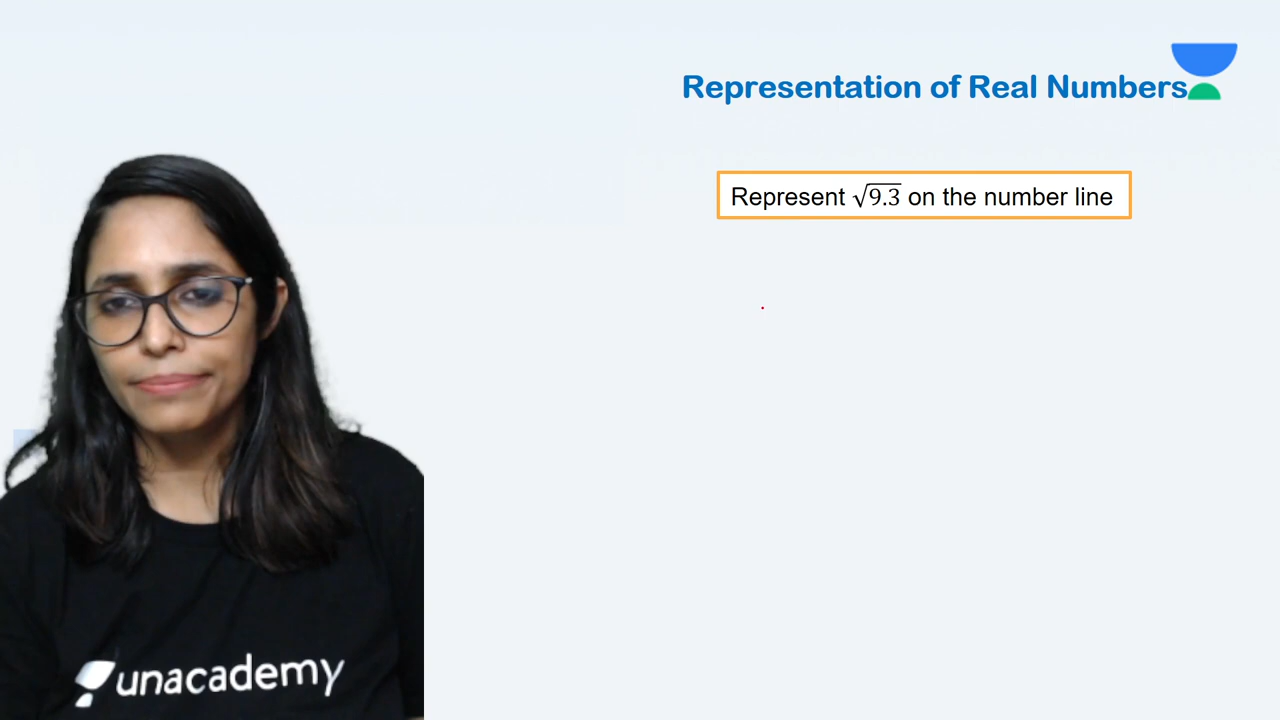 Representation of Real Numbers
Represent √9.3 on the number line
unacademy